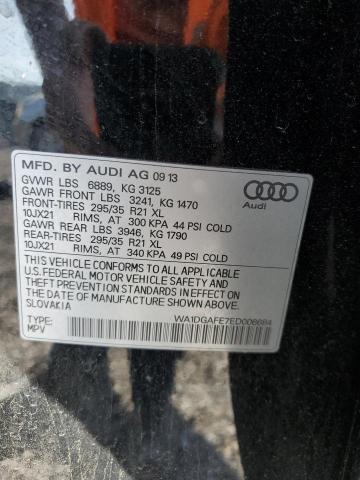 MFD. BY AUDI AG 09 13
GVWR LBS 6889, KG 3125
GAWR FRONT LBS 3241, KG 1470
FRONT-TIRES 295/35 R21 XL
10JX21 RIMS, AT 300 KPA 44 PSI COLD
GAWR REAR LBS 3946, KG 1790
REAR-TIRES 295/35 R21 XL
10JX21 RIMS, AT 340 KPA 49 PSI COLD
THIS VEHICLE CONFORMS TO ALL APPLICABLE
U.S.FEDERAL MOTOR VEHICLE SAFETY AND
THEFT PREVENTION STANDARDS IN EFFECT
ON THE DATE OF MANUFACTURE SHOWN ABOVE.
SLOVAKIA
Audi
TYPE:
MPV
WA1DGAFE7ED008684